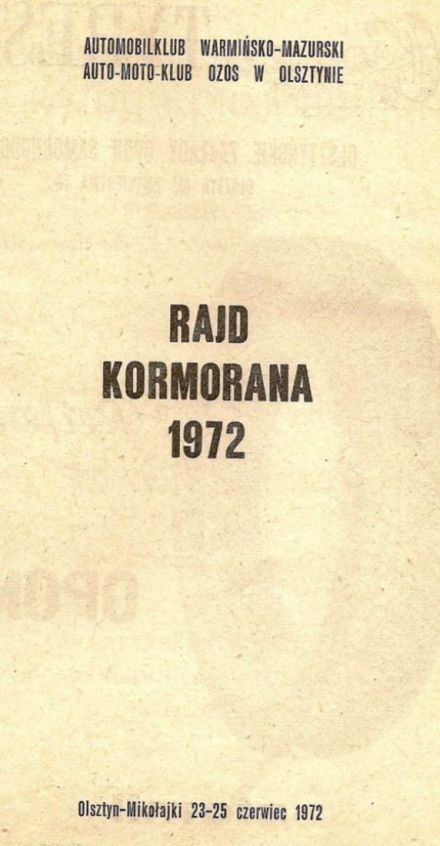 AUTOMOBILKLUB WARMIŃSKO-MAZURSKI
AUTO-MOTO-KLUB OZOS W OLSZTYNIE
RAJD
KORMORANA
1972
Olsztyn-Mikołajki 23-25 czerwiec 1972